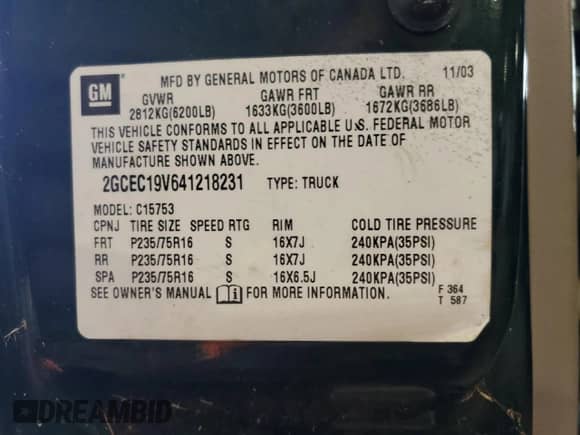 GM
MFD BY GENERAL MOTORS OF CANADA LTD. 11/03
GVWR GAWR FRT GAWR RR
2812KG(6200LB) 1633KG(3600LB) 1672KG(3686LB)
THIS VEHICLE CONFORMS TO ALL APPLICABLE U.S. FEDERAL MOTOR
VEHICLE SAFETY STANDARDS IN EFFECT ON THE DATE OF
MANUFACTURE SHOWN ABOVE.
2GCEC19V641218231 TYPE: TRUCK
MODEL: C15753
CPNJ TIRE SIZE SPEED RTG RIM COLD TIRE PRESSURE
FRT P235/75R16 S 16X7J 240KPA(35PSI)
RR P235/75R16 S 16X7J 240KPA(35PSI)
SPA P235/75R16 S 16X6.5J 240KPA(35PSI)
SEE OWNER'S MANUAL FOR MORE INFORMATION.
F 364
T 587
DREAMBID